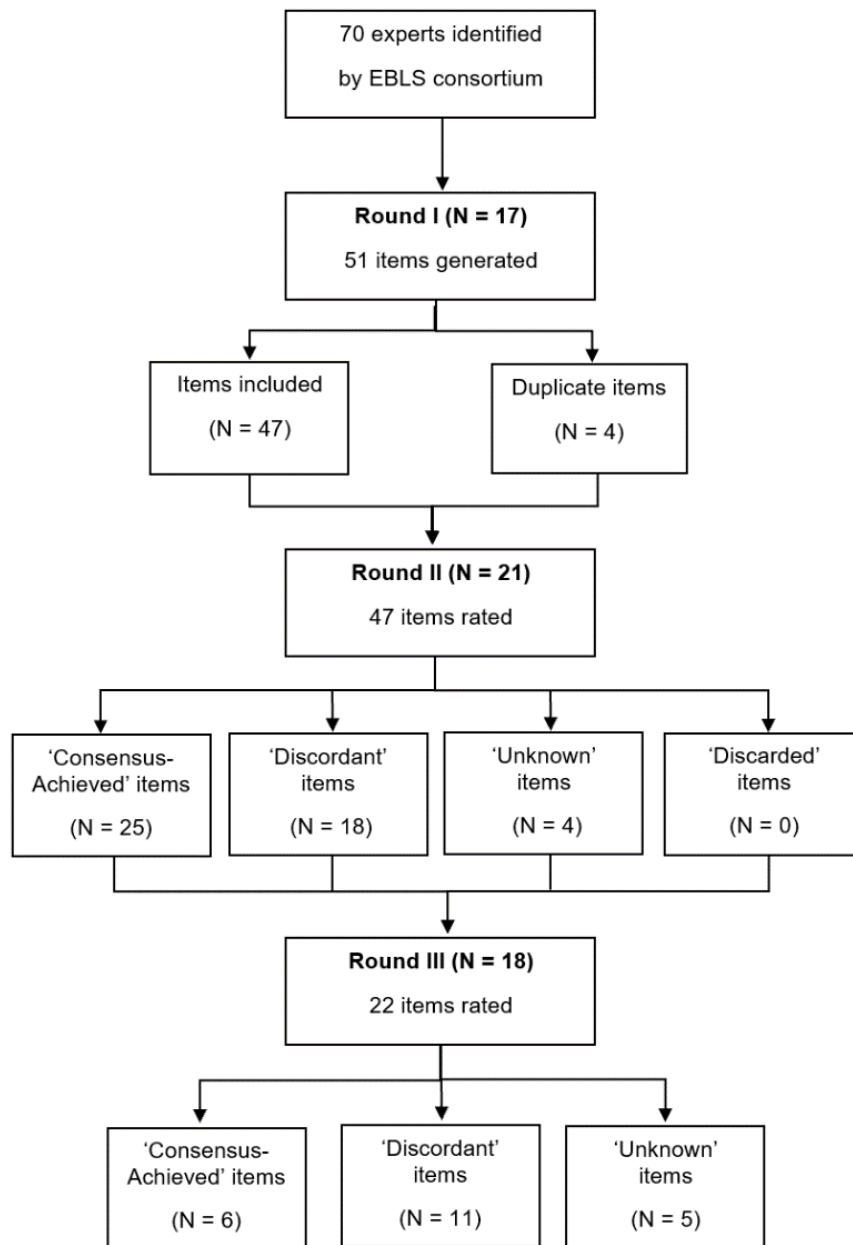 70 experts identified
by EBLS consortium
Round I (N = 17)
51 items generated
Items included
(N = 47)
Duplicate items
(N = 4)
Round II (N = 21)
47 items rated
‘Consensus-
Achieved’ items
(N = 25)
‘Discordant’
items
(N = 18)
‘Unknown’
items
(N = 4)
‘Discarded’
items
(N = 0)
Round III (N = 18)
22 items rated
‘Consensus-
Achieved’ items
(N = 6)
‘Discordant’
items
(N = 11)
‘Unknown’
items
(N = 5)